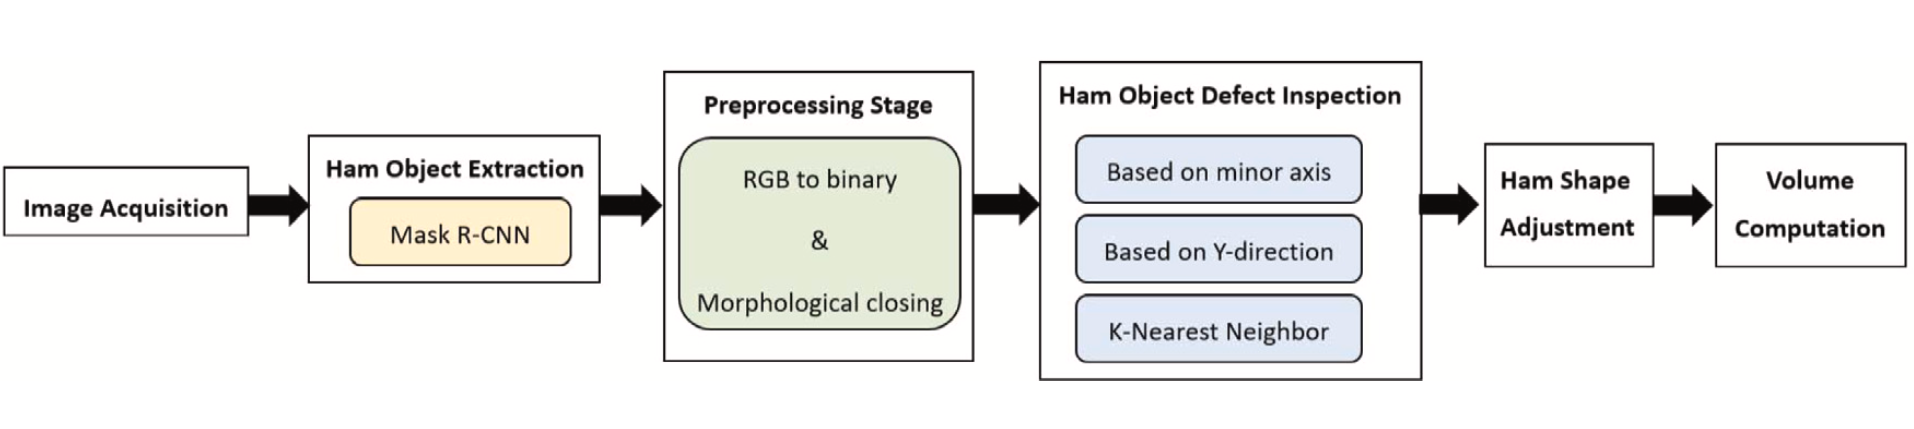 Image Acquisition
Ham Object Extraction
Mask R-CNN
Preprocessing Stage
RGB to binary
&
Morphological closing
Ham Object Defect Inspection
Based on minor axis
Based on Y-direction
K-Nearest Neighbor
Ham Shape
Adjustment
Volume
Computation